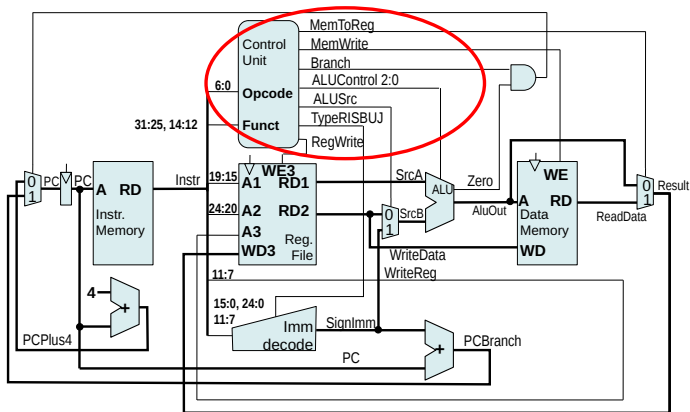 MemToReg
Control
Unit
MemWrite
Branch
ALUControl 2:0
6:0
Opcode
ALUSrc
TypeRISBUJ
31:25, 14:12
Funct
RegWrite
0
1
PC
PC
A RD
Instr.
Memory
Instr
19:15
WE3
A1 RD1
SrcA
ALU
Zero
WE
0
1
Result
24:20
A2 RD2
0
1
SrcB
AluOut
A RD
Data
Memory
ReadData
A3
WD3
Reg.
File
WriteData
WD
WriteReg
11:7
4
+
15:0, 24:0
11:7
Imm
decode
SignImm
PCPlus4
+
PCBranch
PC